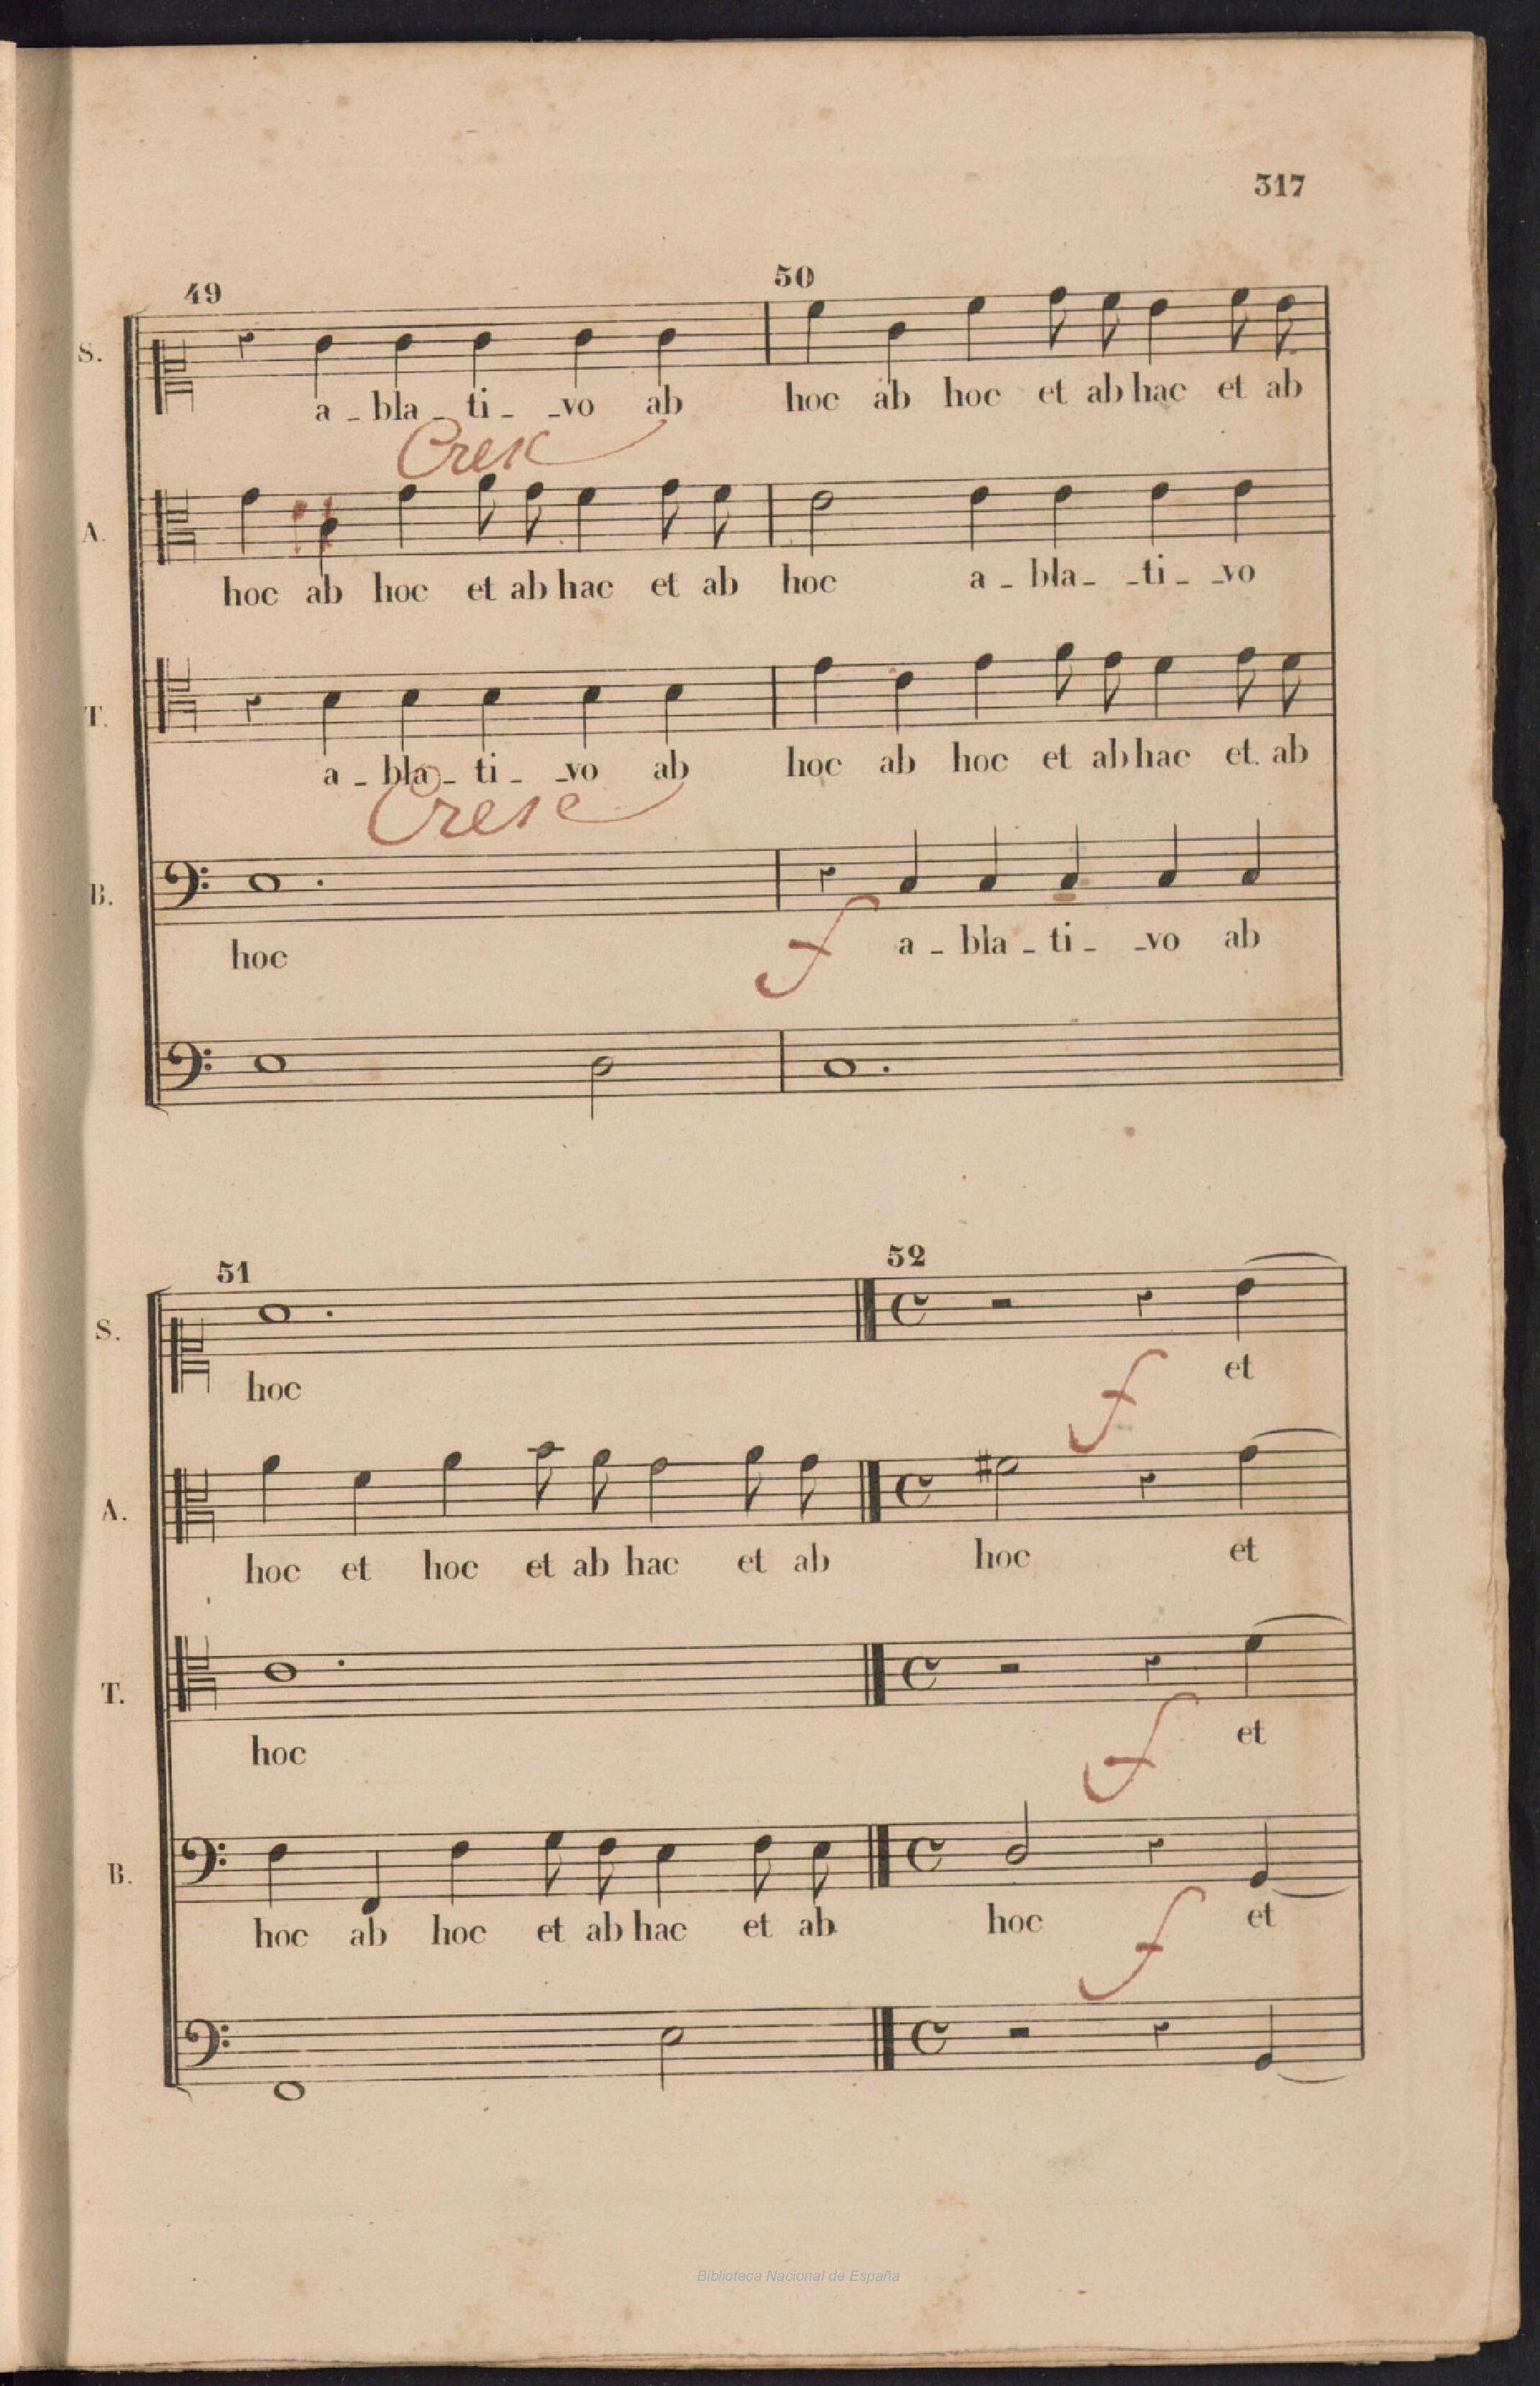 317
49 50
S.
a - bla - ti - - vo ab hoc ab hoc et ab hac et ab
Cresc
A.
hoc ab hoc et ab hac et ab hoc a - bla - - ti - - vo
T.
a - bla - ti - - vo ab hoc ab hoc et ab hac et. ab
Cresc
B.
hoc f a - bla - ti - - vo ab
51 52
S.
hoc et
f
A.
hoc et hoc et ab hac et ab hoc et
T.
hoc et
f
B.
hoc ab hoc et ab hac et ab. hoc et
f
Biblioteca Nacional de España